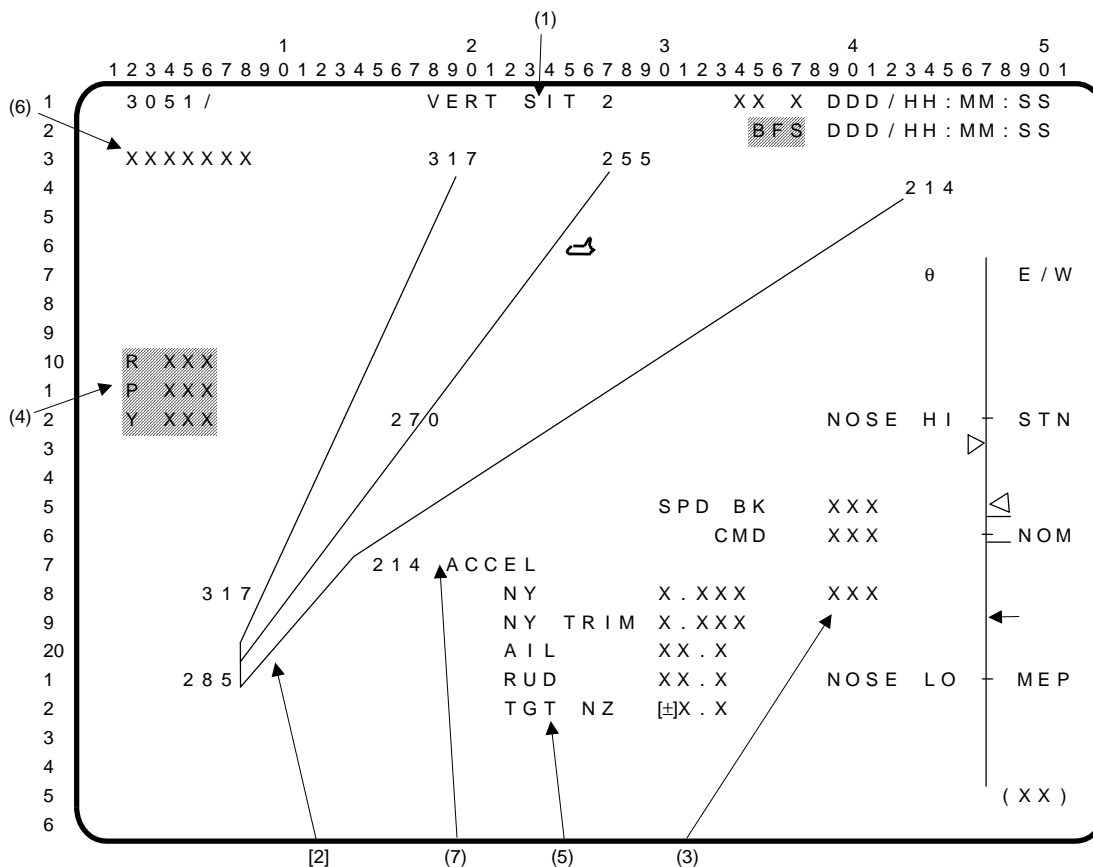 (1)
1 2 3 4 5
1 2 3 4 5 6 7 8 9 0 1 2 3 4 5 6 7 8 9 0 1 2 3 4 5 6 7 8 9 0 1 2 3 4 5 6 7 8 9 0 1 2 3 4 5 6 7 8 9 0 1
1 3051/ VERT SIT 2 XX X DDD/HH:MM:SS
(6)
2 BFS DDD/HH:MM:SS
3 XXXXXXX 317 255
4 214
5
6
7 θ E/W
8
9
10 R XXX
1 P XXX
(4)
2 Y XXX 270 NOSE HI STN
3
4
5 SPD BK XXX
6 CMD XXX NOM
7 214 ACCEL
8 317 NY X.XXX XXX
9 NY TRIM X.XXX
20 AIL XX.X
1 285 RUD XX.X NOSE LO MEP
2 TGT NZ [±]X.X
3
4
5 (XX)
6
[2] (7) (5) (3)